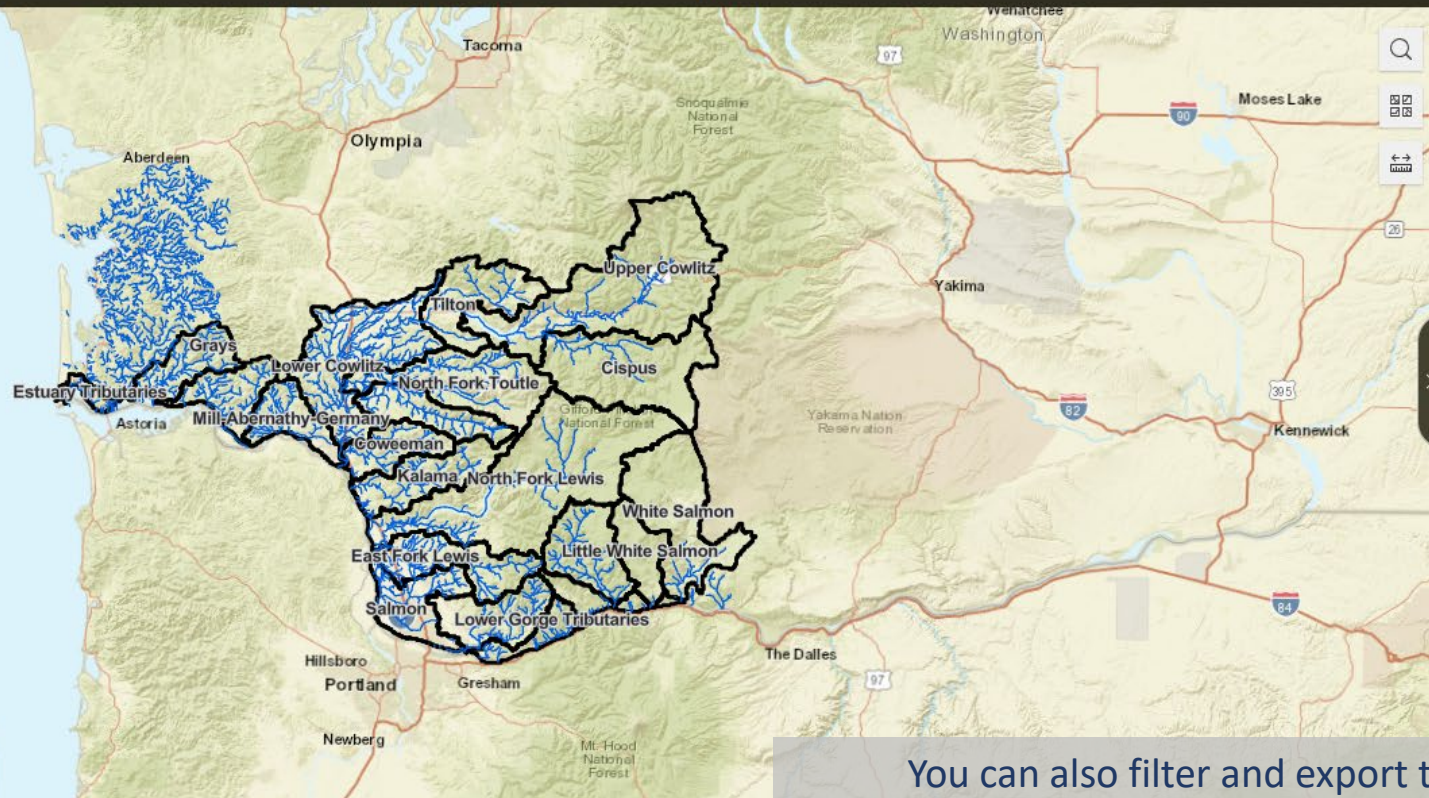 Wenatchee
Washington
Tacoma
97
Snoqualmie
National
Forest
Moses Lake
90
Olympia
Aberdeen
26
Upper Cowlitz
Yakima
Tilton
Grays
Lower Cowlitz
Cispus
North Fork Toutle
Estuary Tributaries
395
82
Astoria
Mill-Abernathy-Germany
National Forest
Yakama Nation
Reservation
Kennewick
Coweeman
Kalama
North Fork Lewis
White Salmon
East Fork Lewis
Little White Salmon
Salmon
Lower Gorge Tributaries
84
The Dalles
Hillsboro
Portland
Gresham
97
Newberg
Mt. Hood
National
Forest
You can also filter and export t